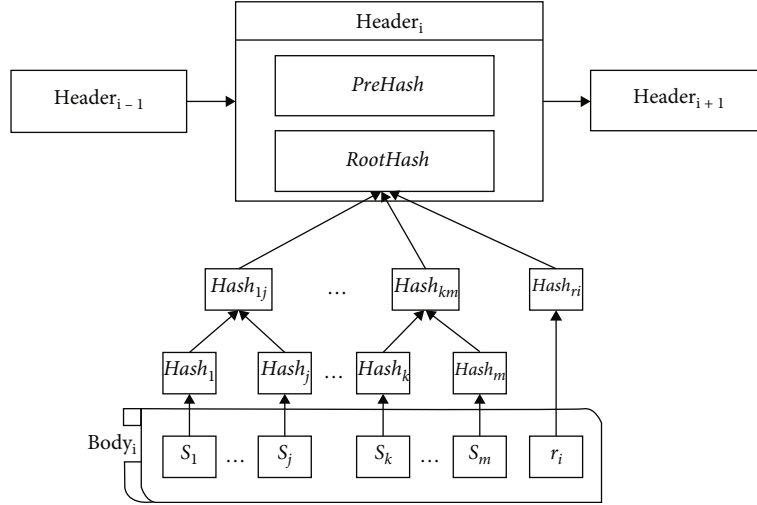 Header_i
Header_{i – 1}
PreHash
Header_{i + 1}
RootHash
Hash_{1j} … Hash_{km} Hash_{ri}
Hash_1 Hash_j … Hash_k Hash_m
Body_i
S_1 … S_j S_k … S_m r_i